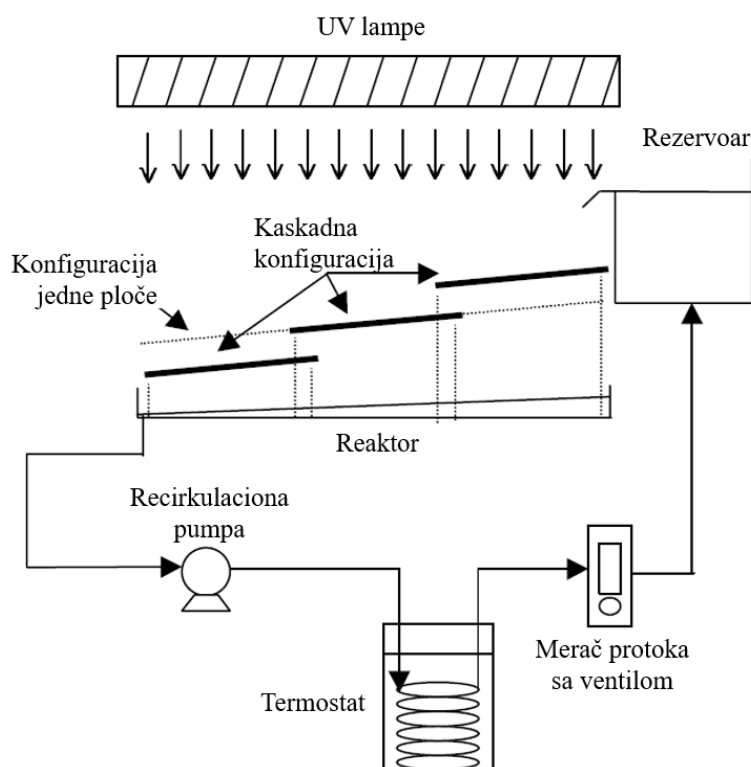 UV lampe
Rezervoar
Kaskadna
konfiguracija
Konfiguracija
jedne ploče
Reaktor
Recirkulaciona
pumpa
Merač protoka
sa ventilom
Termostat